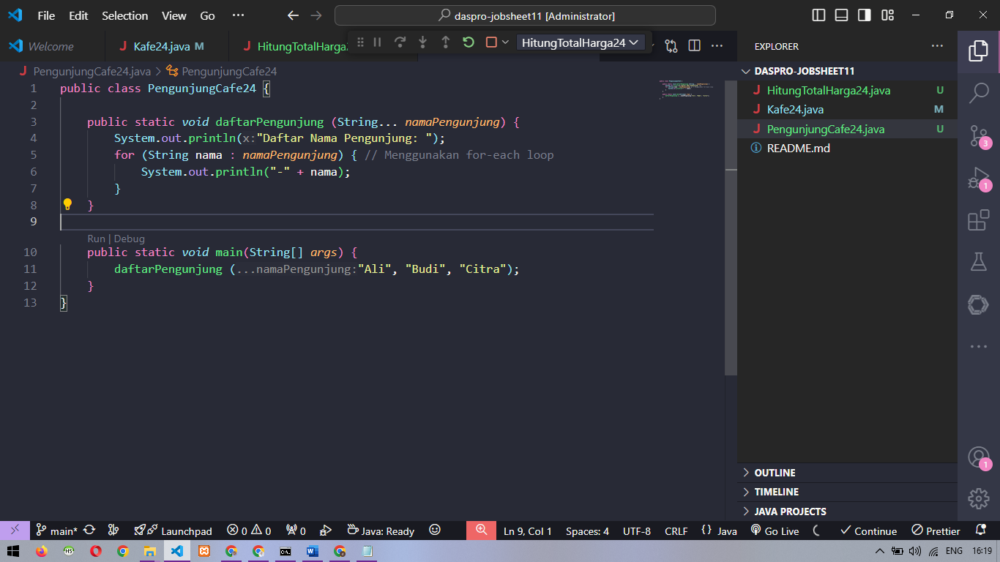 File Edit Selection View Go ··· daspro-jobsheet11 [Administrator]
Welcome Kafe24.java M HitungTotalHarga HitungTotalHarga24 ···
PengunjungCafe24.java > PengunjungCafe24
1 public class PengunjungCafe24 {
2
3 public static void daftarPengunjung (String... namaPengunjung) {
4 System.out.println(x:"Daftar Nama Pengunjung: ");
5 for (String nama : namaPengunjung) { // Menggunakan for-each loop
6 System.out.println("-" + nama);
7 }
8 }
9
Run | Debug
10 public static void main(String[] args) {
11 daftarPengunjung (...namaPengunjung:"Ali", "Budi", "Citra");
12 }
13 }
EXPLORER ···
DASPRO-JOBSHEET11
HitungTotalHarga24.java U
Kafe24.java M
PengunjungCafe24.java U
README.md
3
1
1
OUTLINE
TIMELINE
JAVA PROJECTS
main* Launchpad 0 0 0 Java: Ready Ln 9, Col 1 Spaces: 4 UTF-8 CRLF {} Java Go Live Continue Prettier
HS ENG 16:19